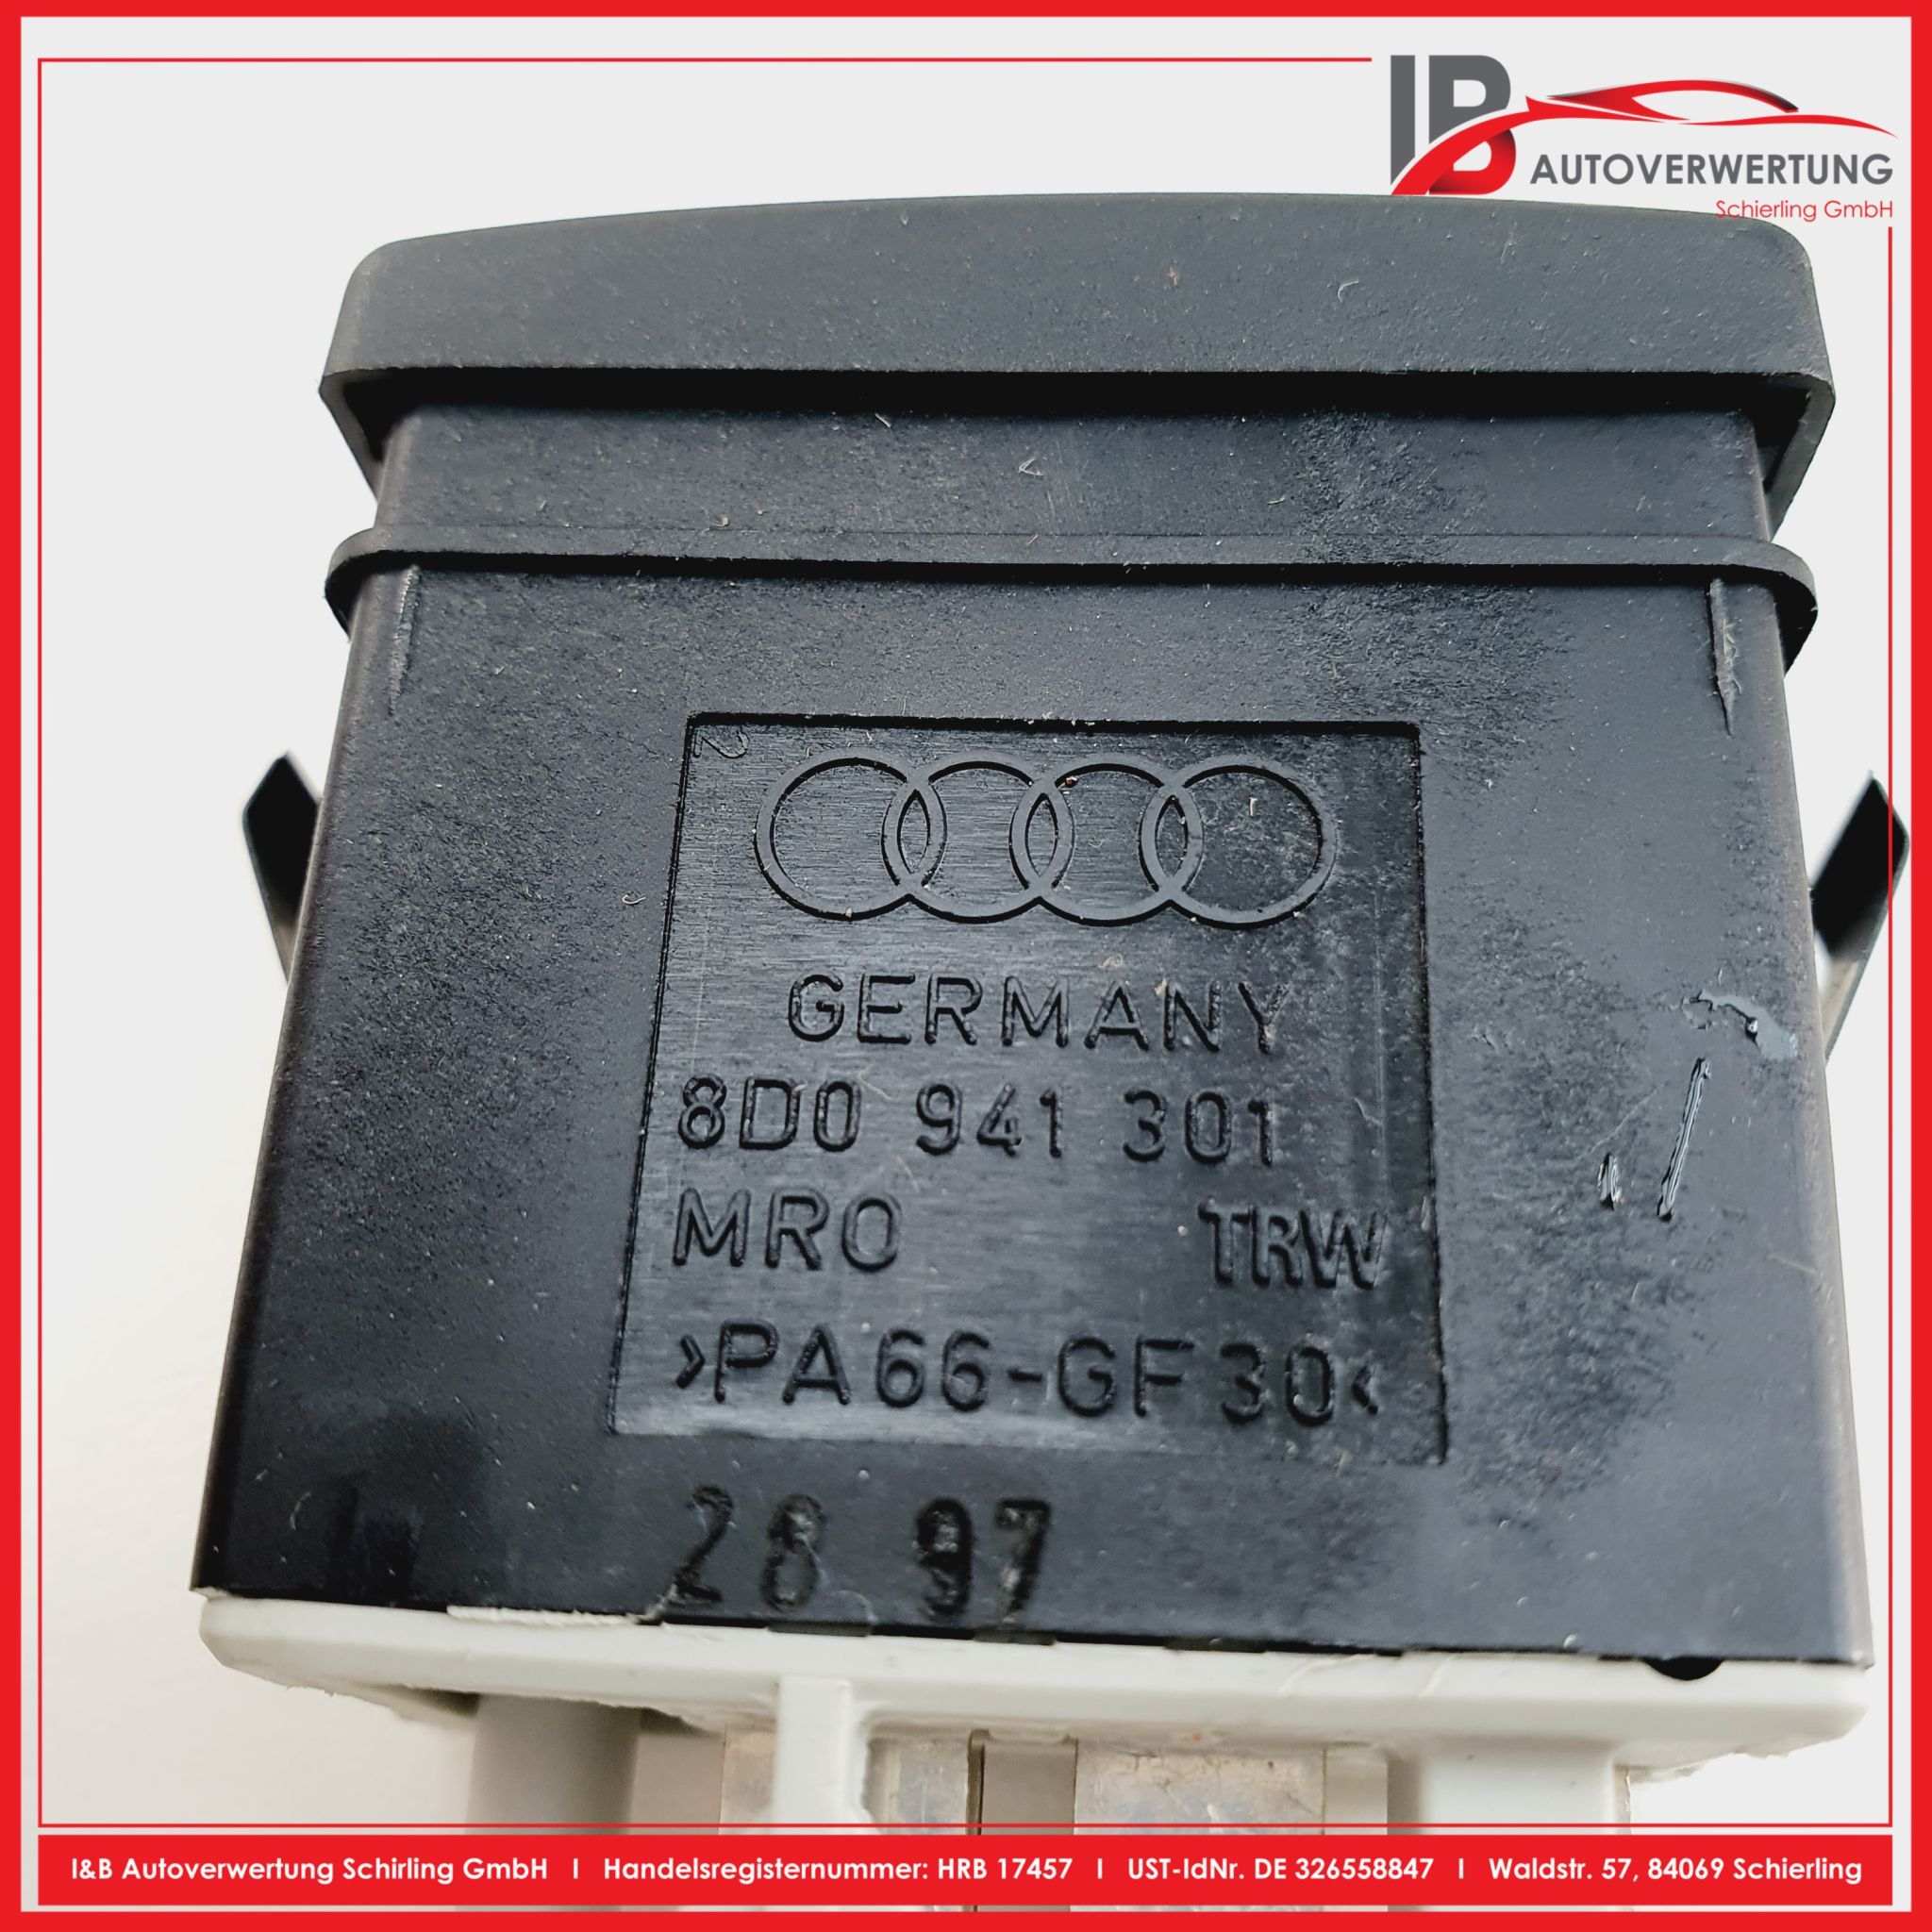 IB
AUTOVERWERTUNG
Schierling GmbH
2
GERMANY
8D0 941 301
MRO TRW
>PA66-GF30<
28 97
I&B Autoverwertung Schirling GmbH I Handelsregisternummer: HRB 17457 I UST-IdNr. DE 326558847 I Waldstr. 57, 84069 Schierling